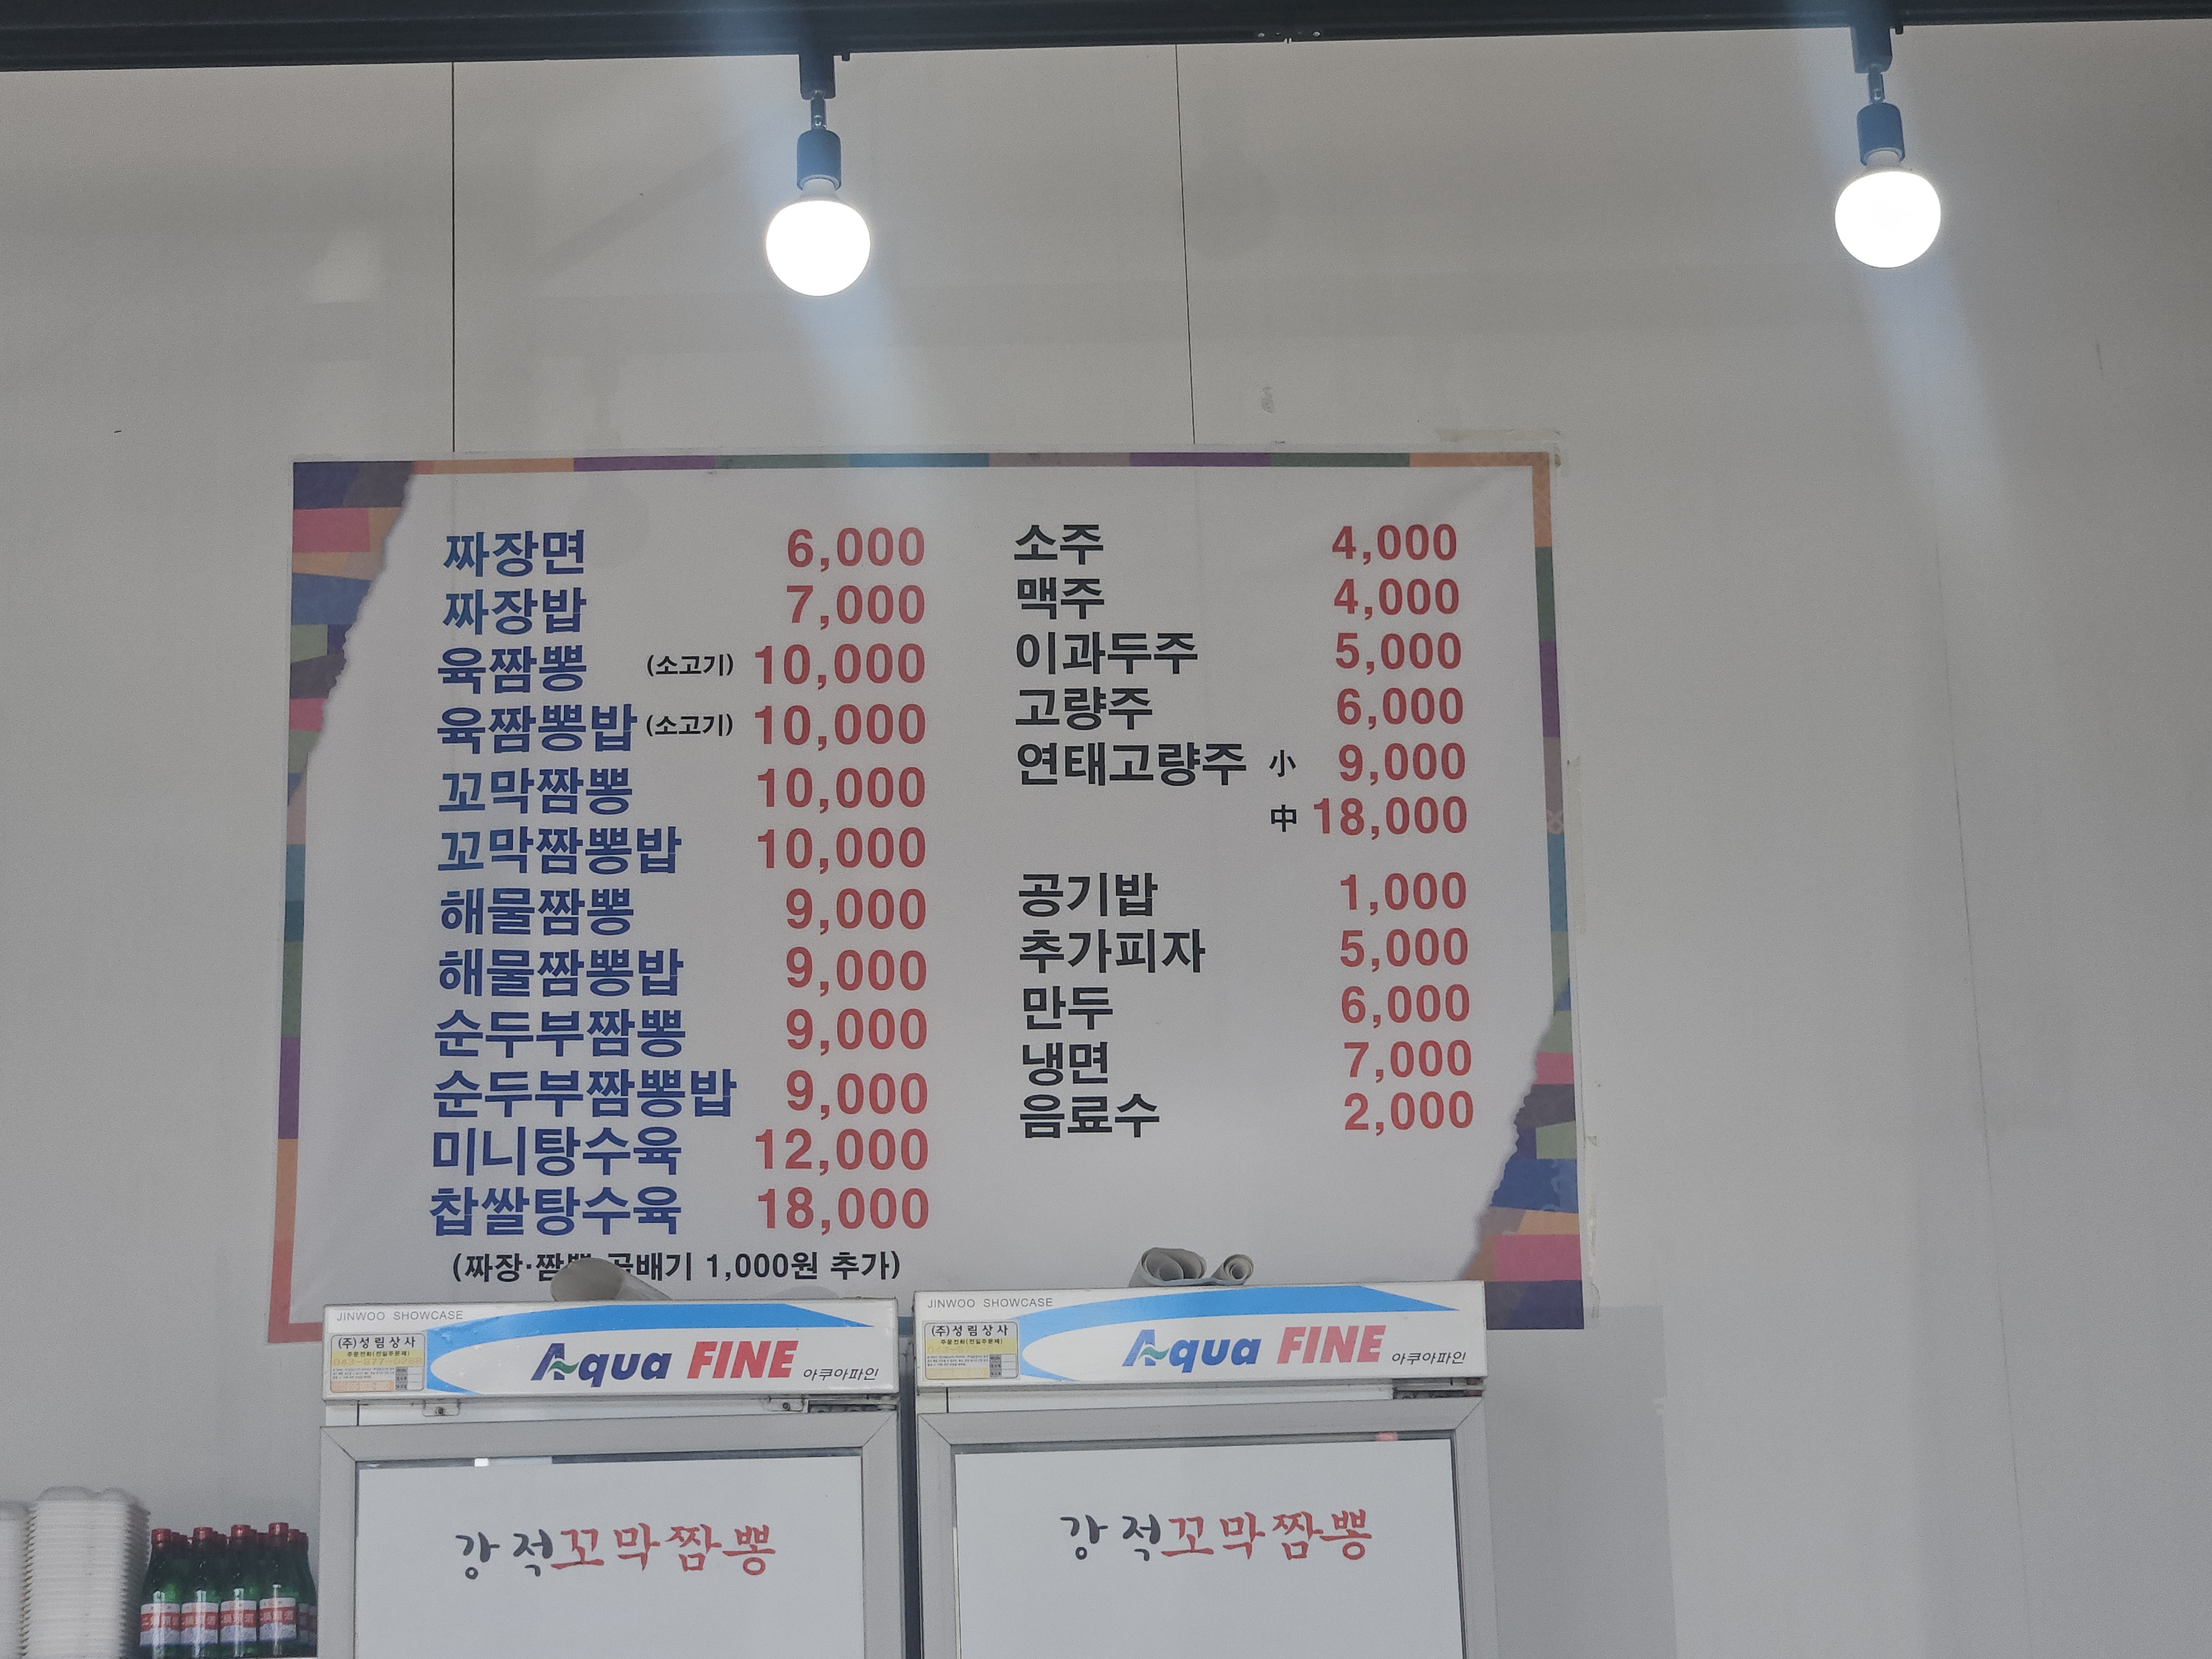 짜장면 6,000
짜장밥 7,000
육짬뽕 (소고기) 10,000
육짬뽕밥 (소고기) 10,000
꼬막짬뽕 10,000
꼬막짬뽕밥 10,000
해물짬뽕 9,000
해물짬뽕밥 9,000
순두부짬뽕 9,000
순두부짬뽕밥 9,000
미니탕수육 12,000
찹쌀탕수육 18,000
(짜장·짬뽕 곱배기 1,000원 추가)
소주 4,000
맥주 4,000
이과두주 5,000
고량주 6,000
연태고량주 小 9,000
中 18,000
공기밥 1,000
추가피자 5,000
만두 6,000
냉면 7,000
음료수 2,000
JINWOO SHOWCASE
(주)성림상사
Aqua FINE 아쿠아파인
JINWOO SHOWCASE
(주)성림상사
Aqua FINE 아쿠아파인
강적꼬막짬뽕
강적꼬막짬뽕